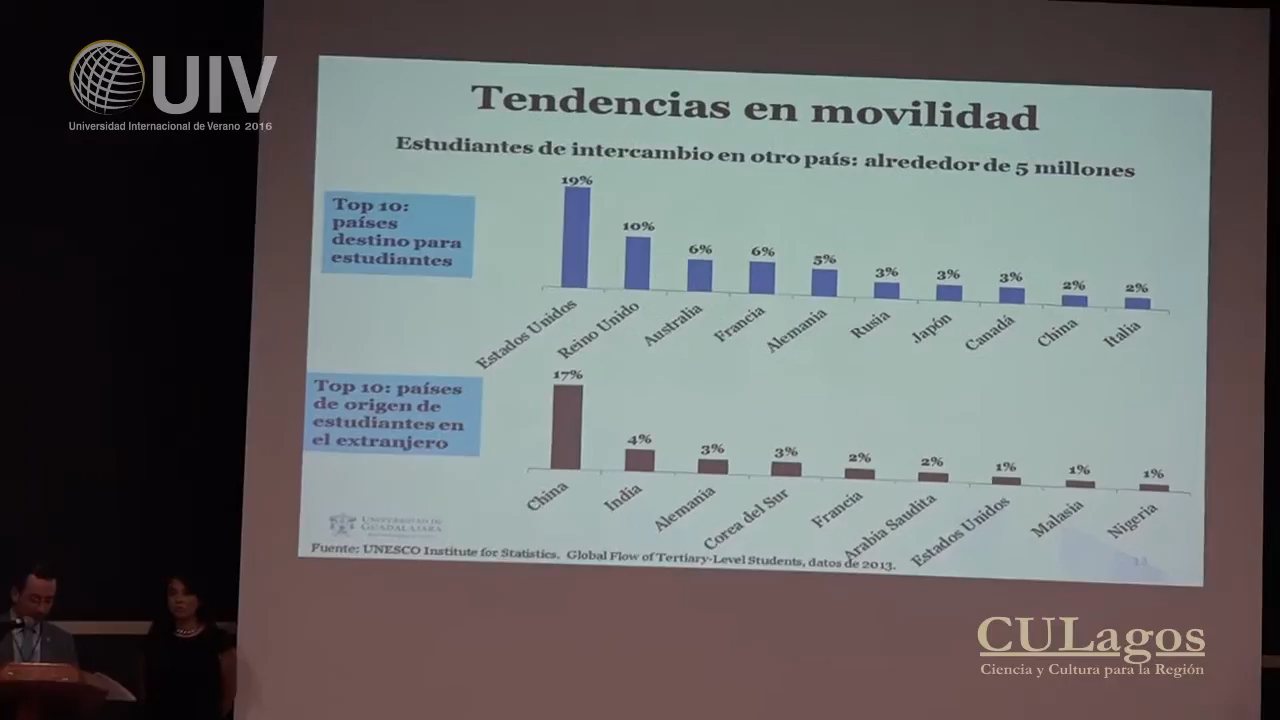 UIV
Universidad Internacional de Verano 2016
Tendencias en movilidad
Estudiantes de intercambio en otro país: alrededor de 5 millones
Top 10:
países
destino para
estudiantes
19%
10%
6%
6%
5%
3%
3%
3%
2%
2%
Estados Unidos
Reino Unido
Australia
Francia
Alemania
Rusia
Japón
Canadá
China
Italia
Top 10: países
de origen de
estudiantes en
el extranjero
17%
4%
3%
3%
2%
2%
1%
1%
1%
China
India
Alemania
Corea del Sur
Francia
Arabia Saudita
Estados Unidos
Malasia
Nigeria
UNIVERSIDAD DE
GUADALAJARA
Fuente: UNESCO Institute for Statistics. Global Flow of Tertiary-Level Students, datos de 2013.
CULagos
Ciencia y Cultura para la Región